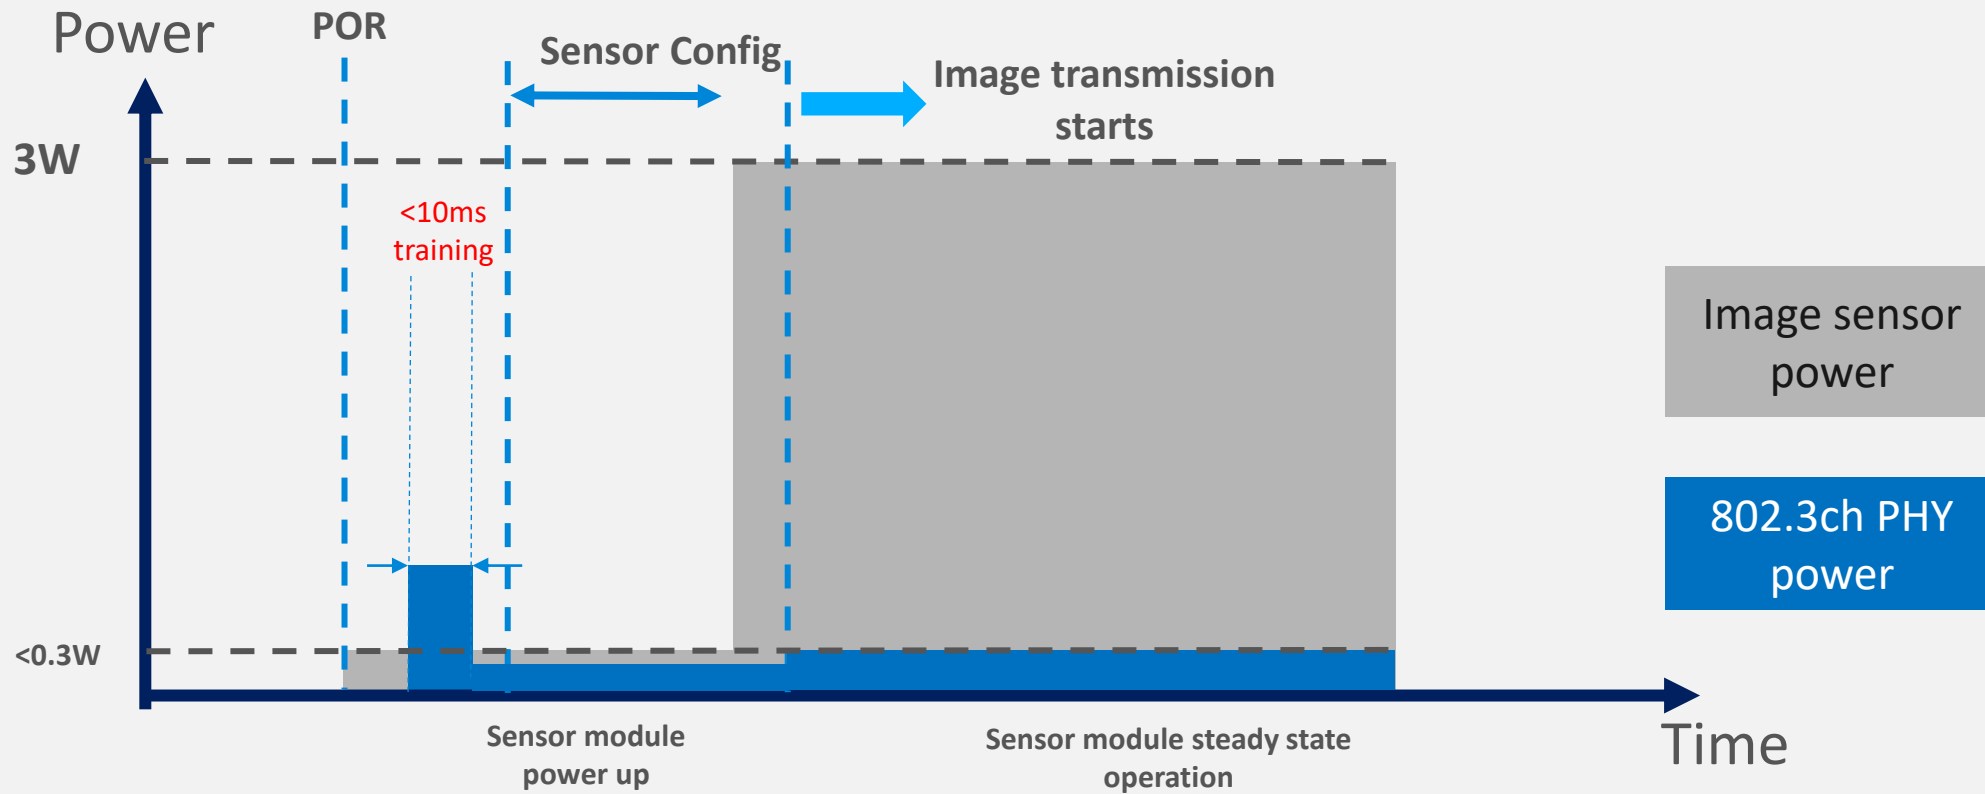 Power
POR
Sensor Config
Image transmission
starts
3W
<10ms
training
Image sensor
power
802.3ch PHY
power
<0.3W
Sensor module
power up
Sensor module steady state
operation
Time